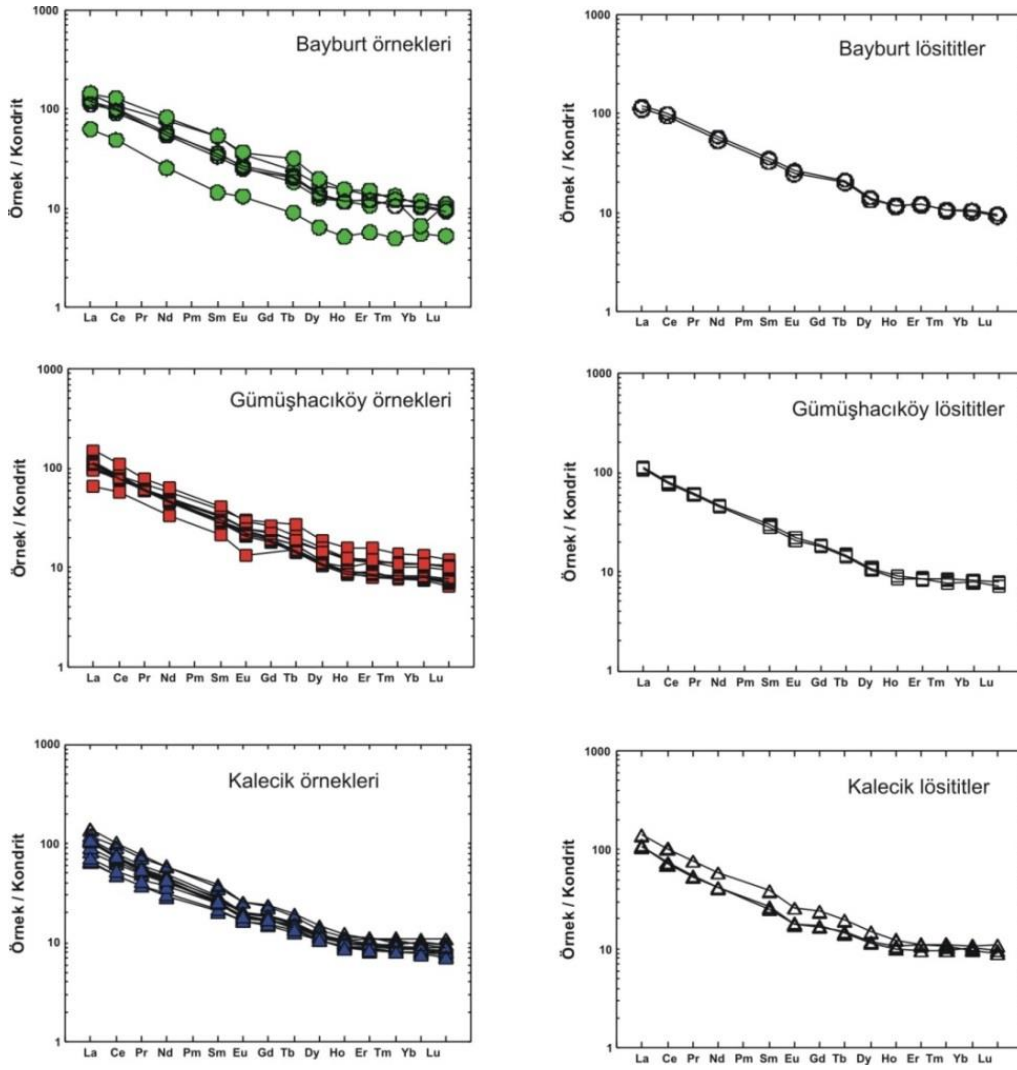 Bayburt örnekleri
1000
100
10
1
Örnek / Kondrit
La Ce Pr Nd Pm Sm Eu Gd Tb Dy Ho Er Tm Yb Lu
Bayburt lösititler
1000
100
10
1
Örnek / Kondrit
La Ce Pr Nd Pm Sm Eu Gd Tb Dy Ho Er Tm Yb Lu
Gümüşhacıköy örnekleri
1000
100
10
1
Örnek / Kondrit
La Ce Pr Nd Pm Sm Eu Gd Tb Dy Ho Er Tm Yb Lu
Gümüşhacıköy lösititler
1000
100
10
1
Örnek / Kondrit
La Ce Pr Nd Pm Sm Eu Gd Tb Dy Ho Er Tm Yb Lu
Kalecik örnekleri
1000
100
10
1
Örnek / Kondrit
La Ce Pr Nd Pm Sm Eu Gd Tb Dy Ho Er Tm Yb Lu
Kalecik lösititler
1000
100
10
1
Örnek / Kondrit
La Ce Pr Nd Pm Sm Eu Gd Tb Dy Ho Er Tm Yb Lu